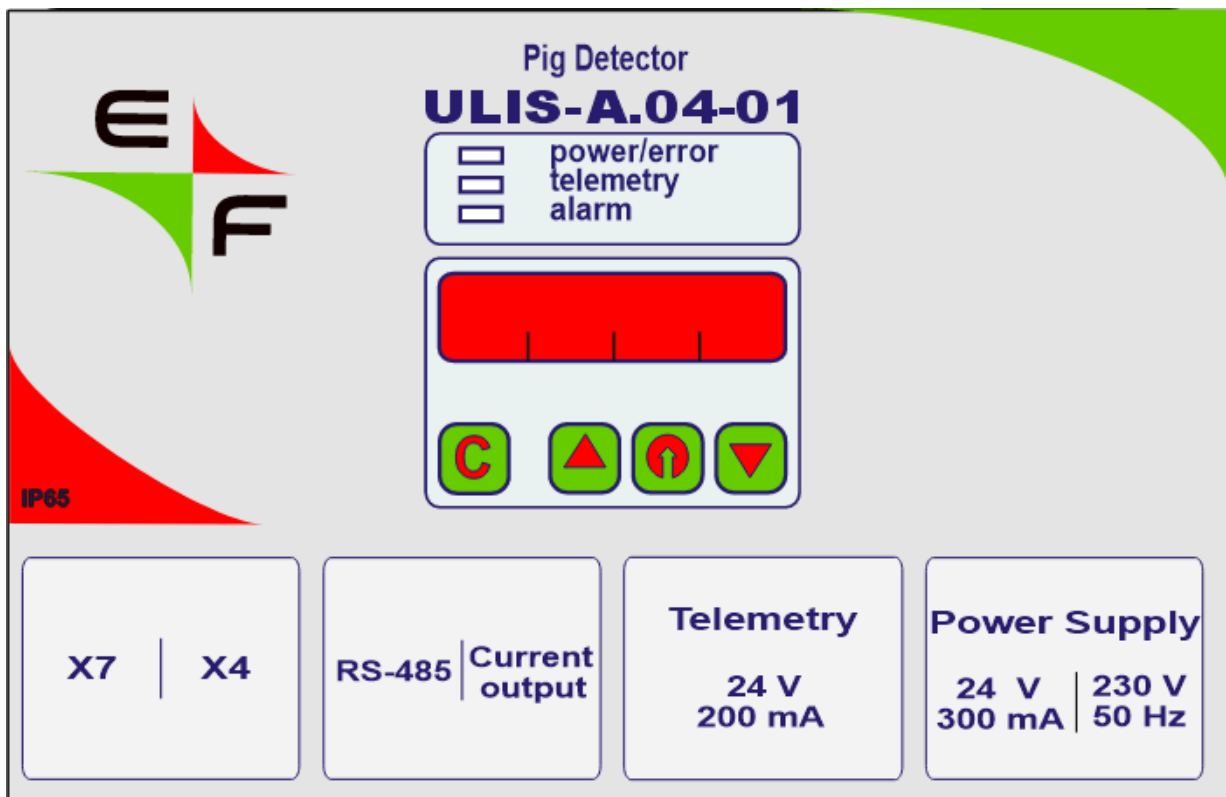 Pig Detector
ULIS-A.04-01
E
F
power/error
telemetry
alarm
C
IP65
X7 X4
RS-485 Current
output
Telemetry
24 V
200 mA
Power Supply
24 V 230 V
300 mA 50 Hz